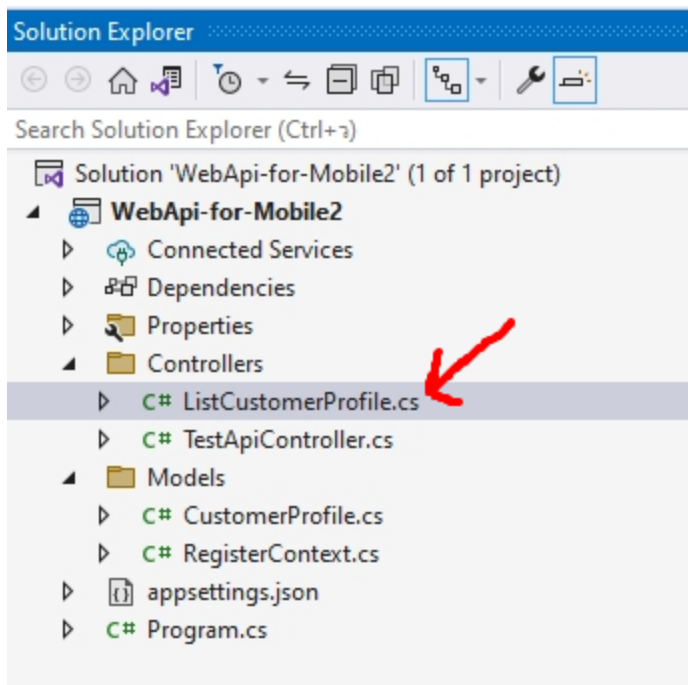 Solution Explorer
Search Solution Explorer (Ctrl+ว)
Solution 'WebApi-for-Mobile2' (1 of 1 project)
WebApi-for-Mobile2
Connected Services
Dependencies
Properties
Controllers
C# ListCustomerProfile.cs
C# TestApiController.cs
Models
C# CustomerProfile.cs
C# RegisterContext.cs
appsettings.json
C# Program.cs